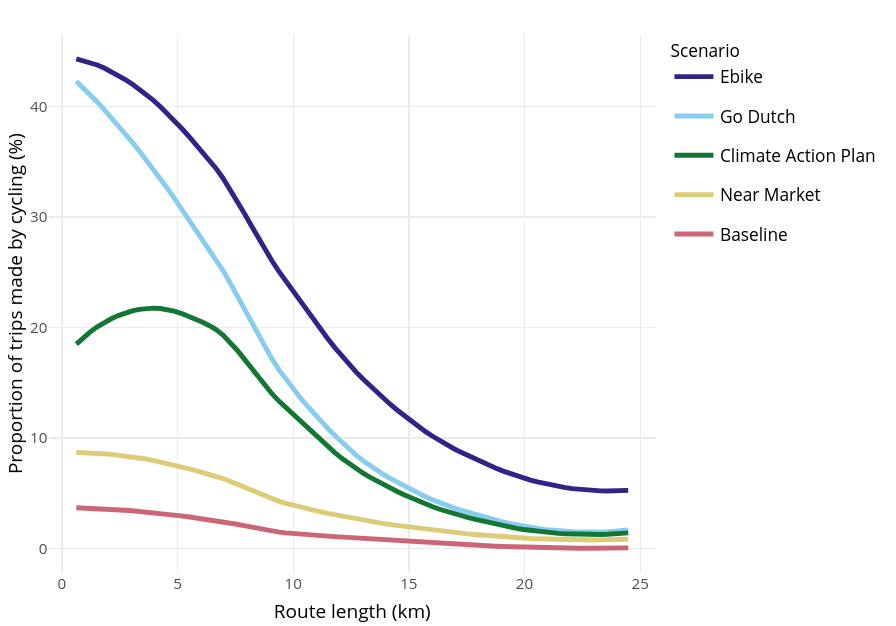 Scenario
Ebike
Go Dutch
Climate Action Plan
Near Market
Baseline
Proportion of trips made by cycling (%)
40
30
20
10
0
0 5 10 15 20 25
Route length (km)